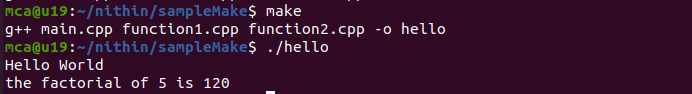 mca@u19:~/nithin/sampleMake$ make
g++ main.cpp function1.cpp function2.cpp -o hello
mca@u19:~/nithin/sampleMake$ ./hello
Hello World
the factorial of 5 is 120